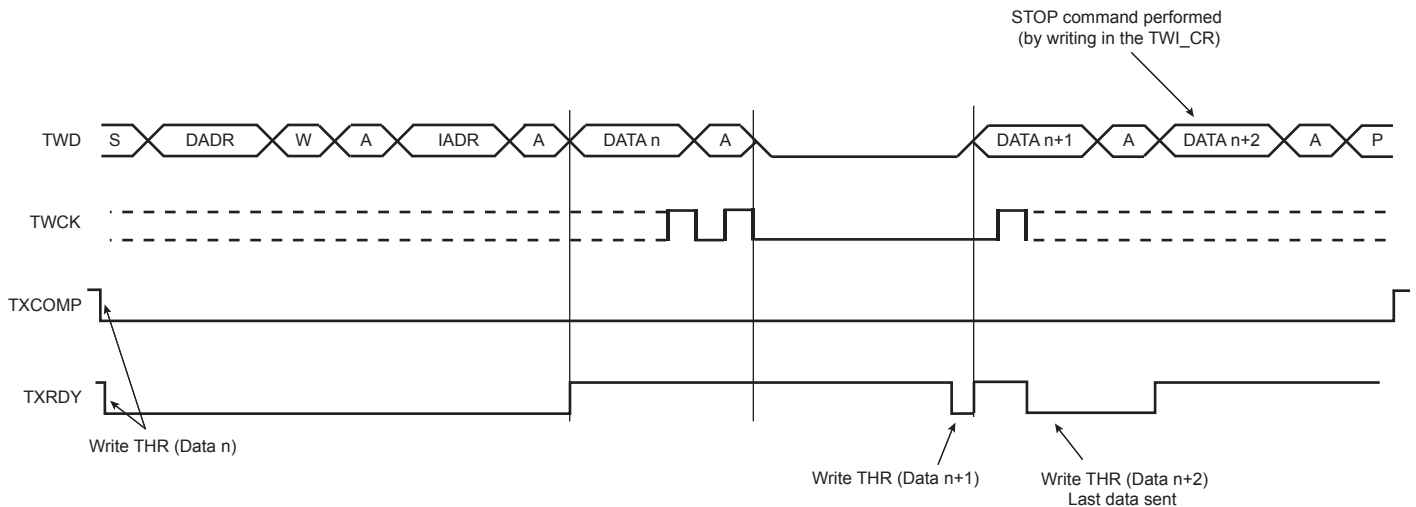 STOP command performed
(by writing in the TWI_CR)
TWD S DADR W A IADR A DATA n A DATA n+1 A DATA n+2 A P
TWCK
TXCOMP
TXRDY
Write THR (Data n)
Write THR (Data n+1)
Write THR (Data n+2)
Last data sent